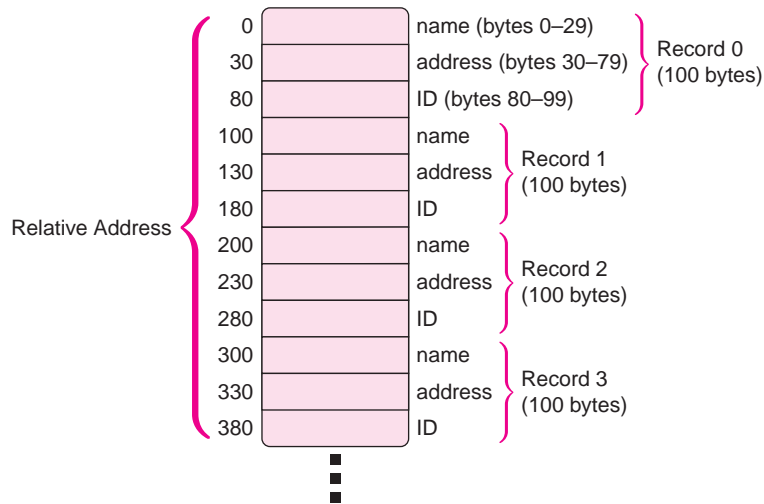 0 name (bytes 0–29)
30 address (bytes 30–79)
80 ID (bytes 80–99)
Record 0
(100 bytes)
100 name
130 address
180 ID
Record 1
(100 bytes)
Relative Address
200 name
230 address
280 ID
Record 2
(100 bytes)
300 name
330 address
380 ID
Record 3
(100 bytes)